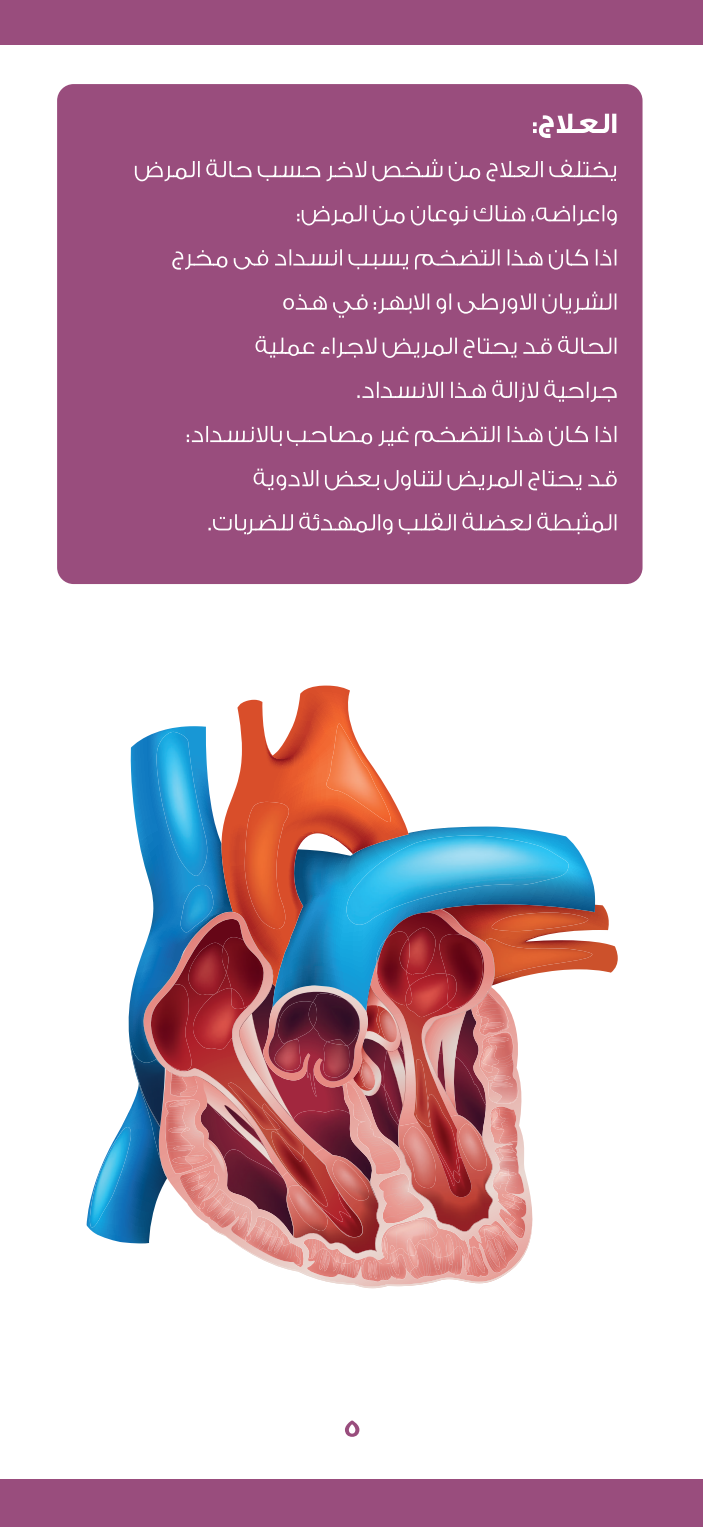 العلاج:
يختلف العلاج من شخص لاخر حسب حالة المرض
واعراضه، هناك نوعان من المرض:
اذا كان هذا التضخم يسبب انسداد فى مخرج
الشريان الاورطى او الابهر: في هذه
الحالة قد يحتاج المريض لاجراء عملية
جراحية لازالة هذا الانسداد.
اذا كان هذا التضخم غير مصاحب بالانسداد:
قد يحتاج المريض لتناول بعض الادوية
المثبطة لعضلة القلب والمهدئة للضربات.
٥